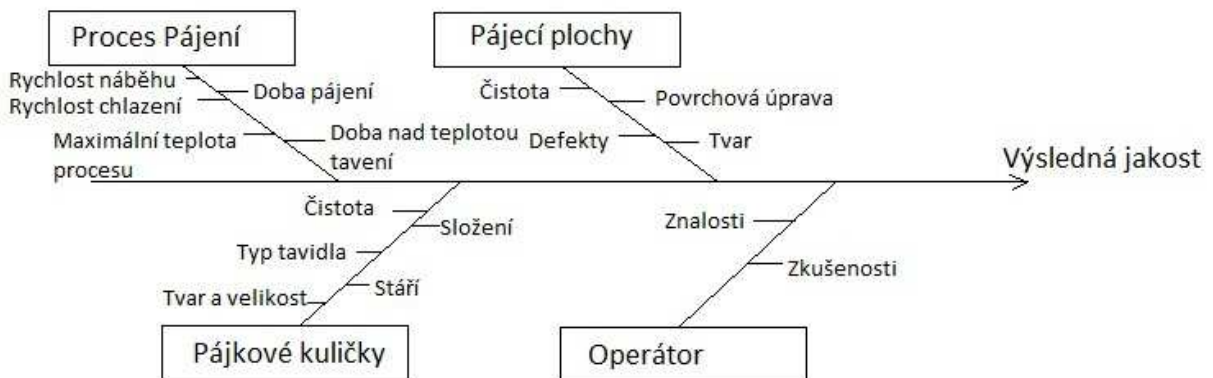 Proces Pájení
Pájecí plochy
Rychlost náběhu
Rychlost chlazení
Doba pájení
Maximální teplota
procesu
Doba nad teplotou
tavení
Čistota
Povrchová úprava
Defekty
Tvar
Výsledná jakost
Čistota
Složení
Typ tavidla
Stáří
Tvar a velikost
Pájkové kuličky
Znalosti
Zkušenosti
Operátor